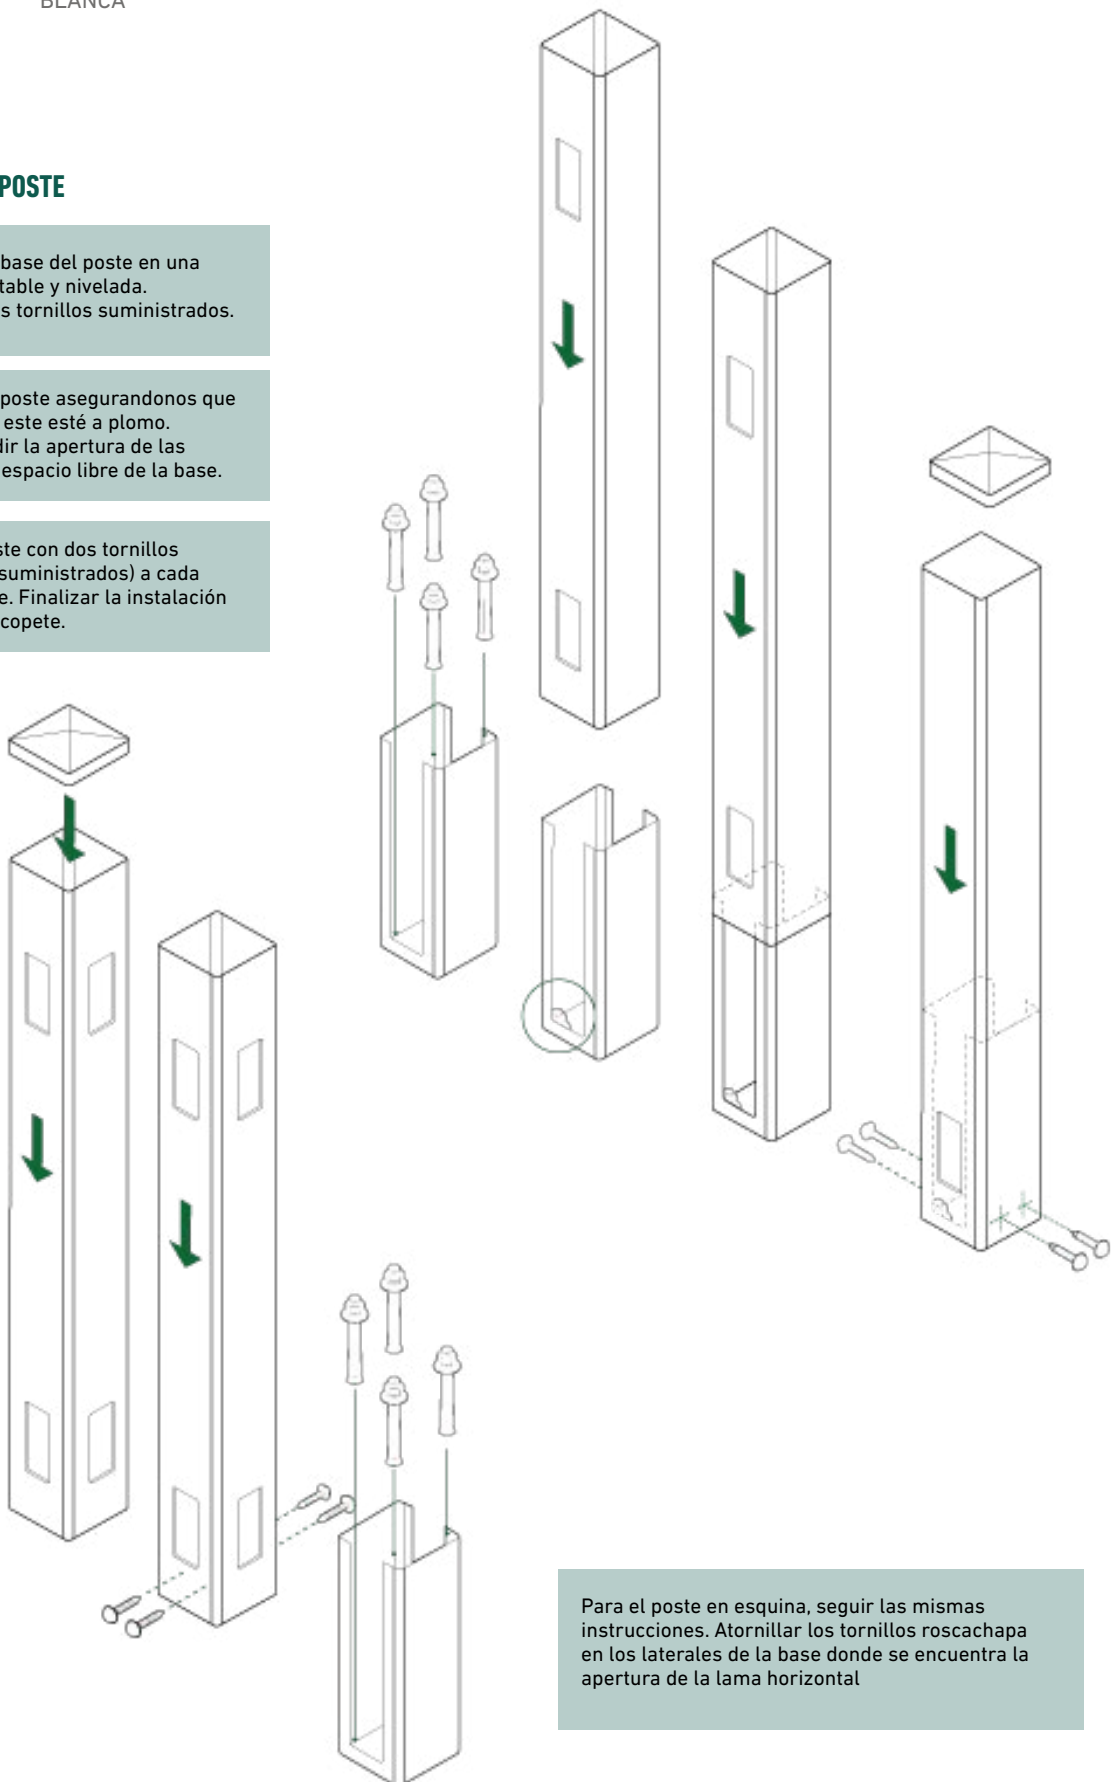 BLANCA
POSTE
base del poste en una
table y nivelada.
s tornillos suministrados.
poste asegurandonos que
este esté a plomo.
dir la apertura de las
espacio libre de la base.
ste con dos tornillos
suministrados) a cada
e. Finalizar la instalación
copete.
Para el poste en esquina, seguir las mismas
instrucciones. Atornillar los tornillos roscachapa
en los laterales de la base donde se encuentra la
apertura de la lama horizontal